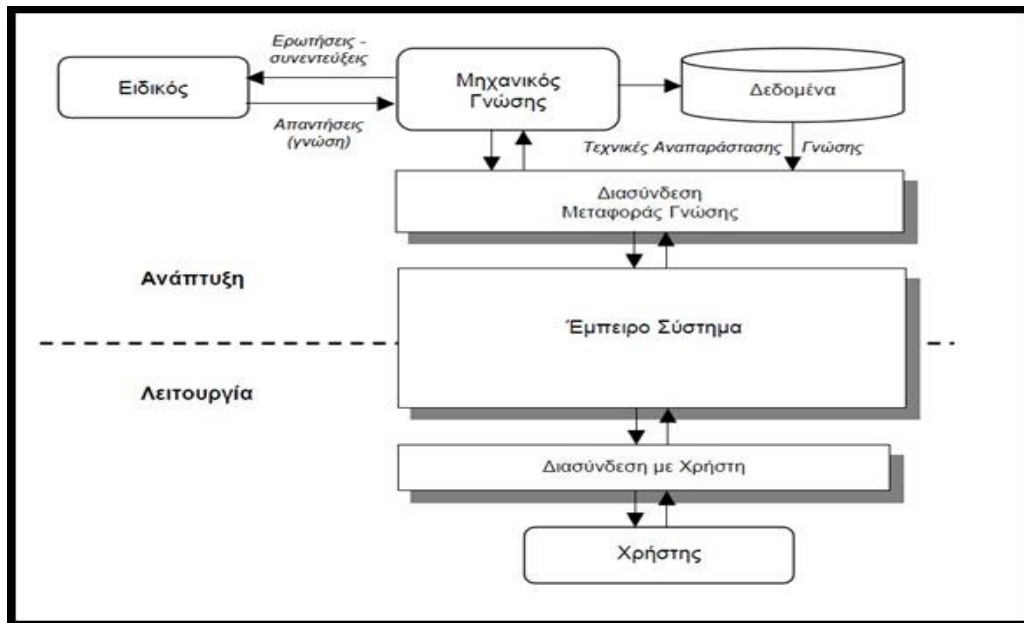 Ερωτήσεις -
συνεντεύξεις
Ειδικός
Μηχανικός
Γνώσης
Δεδομένα
Απαντήσεις
(γνώση)
Τεχνικές Αναπαράστασης Γνώσης
Διασύνδεση
Μεταφοράς Γνώσης
Ανάπτυξη
Έμπειρο Σύστημα
Λειτουργία
Διασύνδεση με Χρήστη
Χρήστης